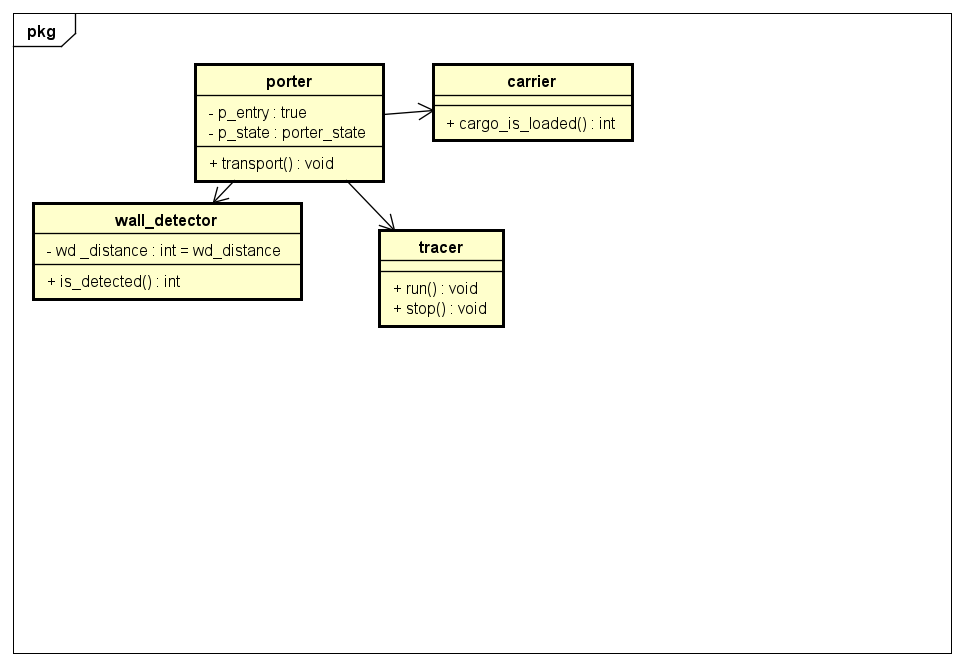 pkg
porter
- p_entry : true
- p_state : porter_state
+ transport() : void
carrier
+ cargo_is_loaded() : int
wall_detector
- wd _distance : int = wd_distance
+ is_detected() : int
tracer
+ run() : void
+ stop() : void